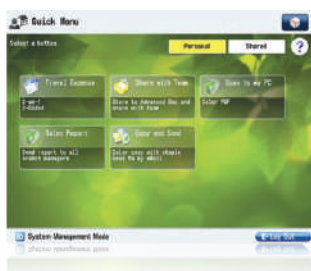 Quick Menu
Select a button.
Personal
Shared
?
Travel Expense
2-on-1
2-Sided
Share with Team
Store to Advanced Box and
share with team
Scan to my PC
Color PDF
Sales Report
Send report to all
branch managers
Copy and Send
Color copy with staple
Send to my email
System Management Mode
Log Out